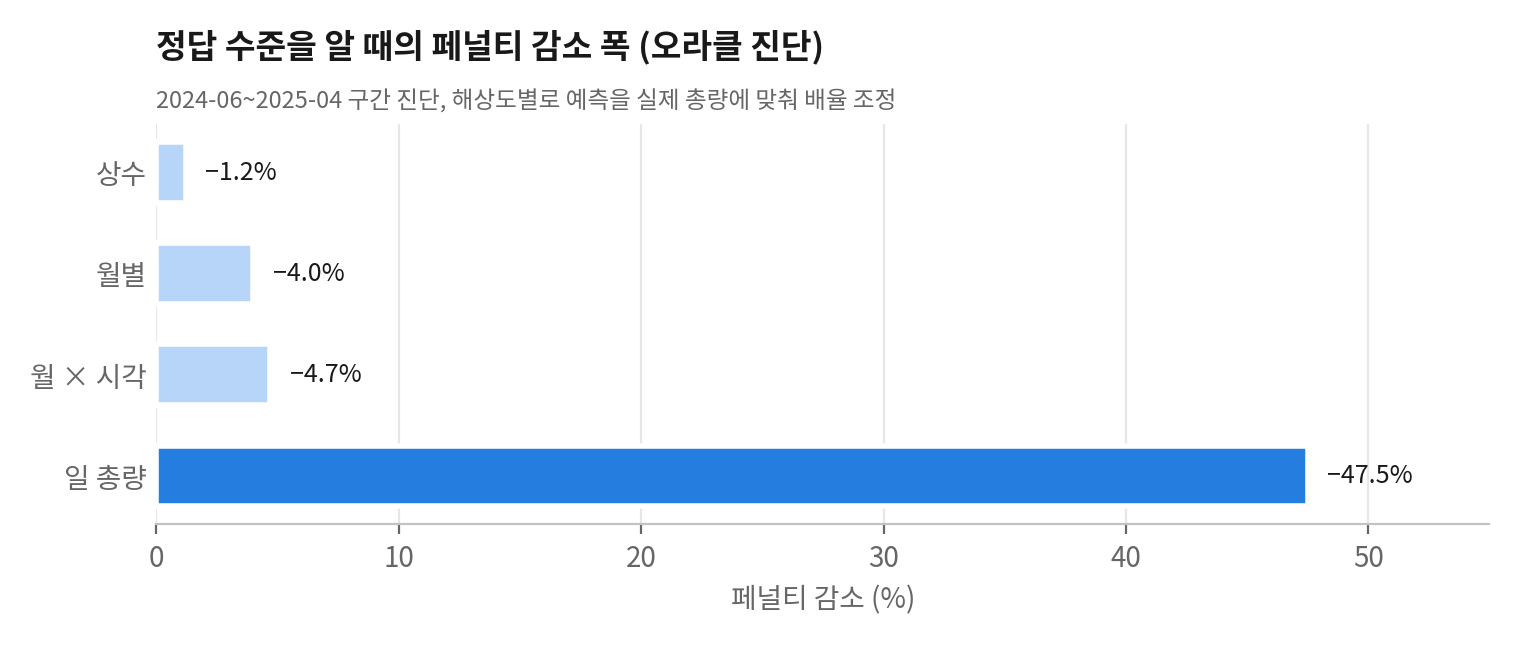 정답 수준을 알 때의 페널티 감소 폭 (오라클 진단)
2024-06~2025-04 구간 진단, 해상도별로 예측을 실제 총량에 맞춰 배율 조정
상수 −1.2%
월별 −4.0%
월 × 시각 −4.7%
일 총량 −47.5%
0 10 20 30 40 50
페널티 감소 (%)